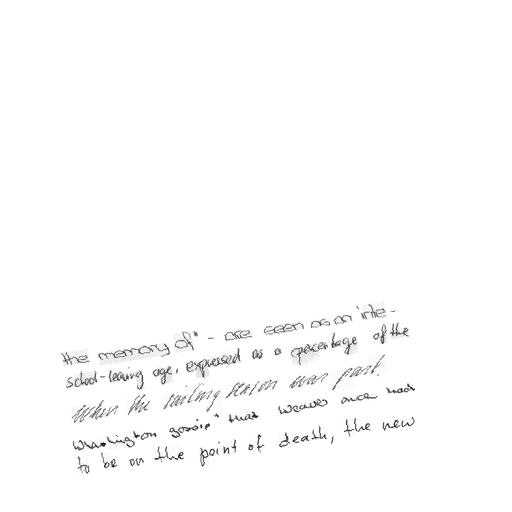 the memory of" - are seen as an 'inte-
school-leaving age, expressed as a percentage of the
When the sailing season was past.
Washington gossip" that Weaver once had
to be on the point of death, the new